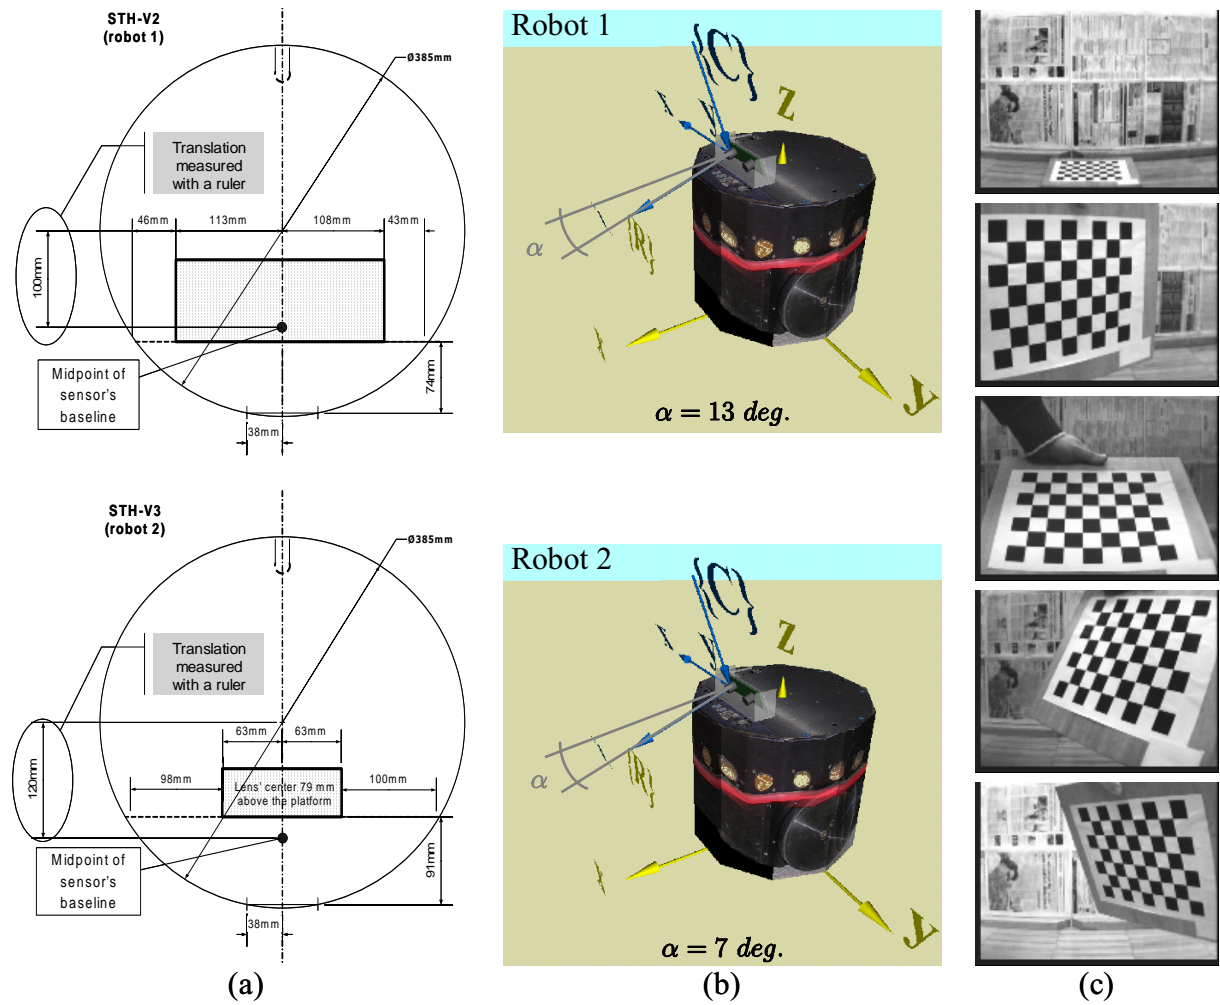 STH-V2
(robot 1)
Ø385mm
Translation
measured
with a ruler
46mm
113mm
108mm
43mm
100mm
Midpoint of
sensor's
baseline
74mm
38mm
STH-V3
(robot 2)
Ø385mm
Translation
measured
with a ruler
63mm
63mm
98mm
Lens' center 79 mm
above the platform
100mm
120mm
Midpoint of
sensor's
baseline
91mm
38mm
(a)
Robot 1
{C}
Z
α
{R}
Y
α = 13 deg.
Robot 2
{C}
Z
α
{R}
Y
α = 7 deg.
(b)
(c)